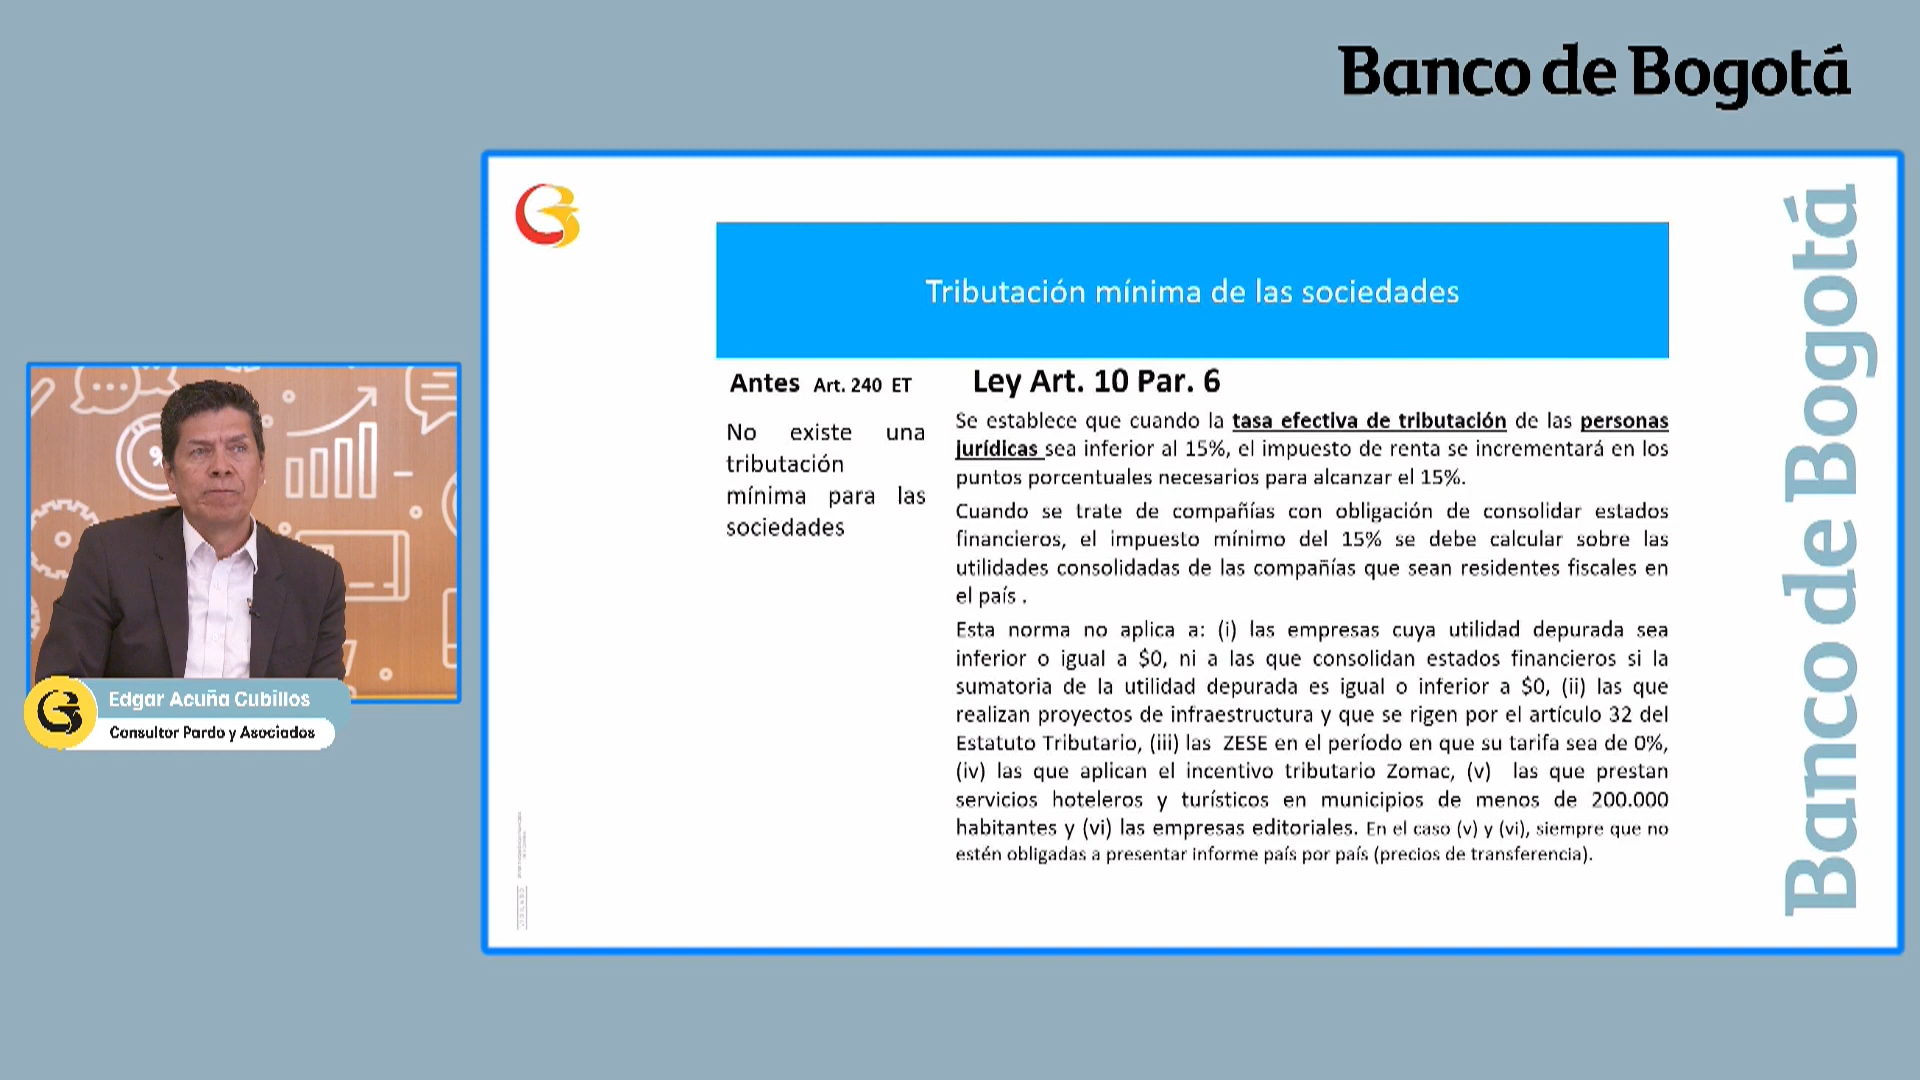 Banco de Bogotá
Tributación mínima de las sociedades
Antes Art. 240 ET
No existe una
tributación
mínima para las
sociedades
Ley Art. 10 Par. 6
Se establece que cuando la tasa efectiva de tributación de las personas
jurídicas sea inferior al 15%, el impuesto de renta se incrementará en los
puntos porcentuales necesarios para alcanzar el 15%.
Cuando se trate de compañías con obligación de consolidar estados
financieros, el impuesto mínimo del 15% se debe calcular sobre las
utilidades consolidadas de las compañías que sean residentes fiscales en
el país .
Esta norma no aplica a: (i) las empresas cuya utilidad depurada sea
inferior o igual a $0, ni a las que consolidan estados financieros si la
sumatoria de la utilidad depurada es igual o inferior a $0, (ii) las que
realizan proyectos de infraestructura y que se rigen por el artículo 32 del
Estatuto Tributario, (iii) las ZESE en el período en que su tarifa sea de 0%,
(iv) las que aplican el incentivo tributario Zomac, (v) las que prestan
servicios hoteleros y turísticos en municipios de menos de 200.000
habitantes y (vi) las empresas editoriales. En el caso (v) y (vi), siempre que no
estén obligadas a presentar informe país por país (precios de transferencia).
Banco de Bogotá
Edgar Acuña Cubillos
Consultor Pardo y Asociados